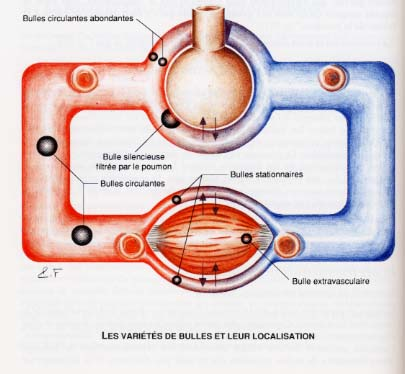 Bulles circulantes abondantes
Bulle silencieuse
filtrée par le poumon
Bulles circulantes
Bulles stationnaires
Bulle extravasculaire
LES VARIÉTÉS DE BULLES ET LEUR LOCALISATION